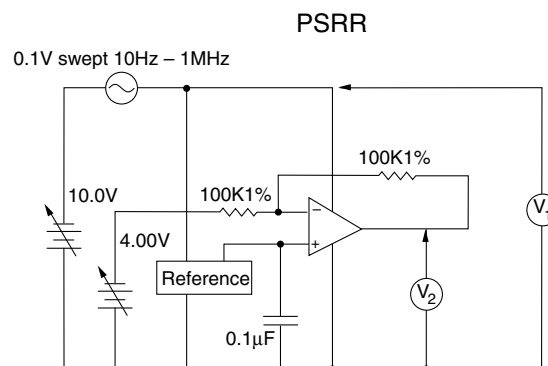 PSRR
0.1V swept 10Hz – 1MHz
100K1%
10.0V
100K1%
4.00V
–
+
V1
Reference
V2
0.1µF